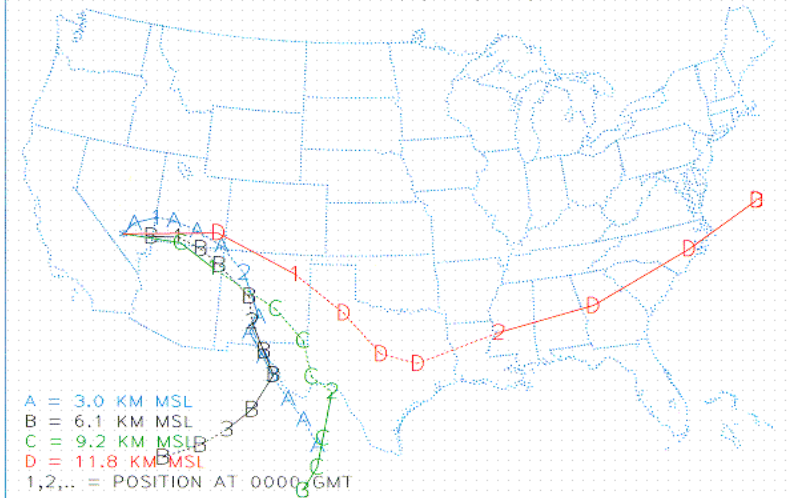 A = 3.0 KM MSL
B = 6.1 KM MSL
C = 9.2 KM MSL
D = 11.8 KM MSL
1,2,.. = POSITION AT 0000 GMT